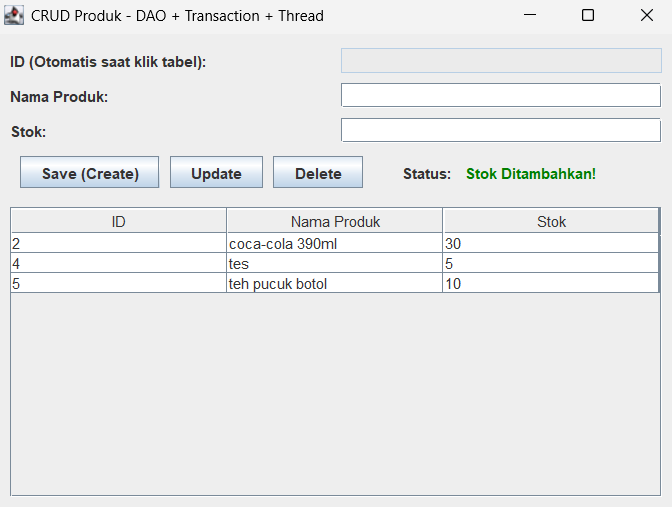 CRUD Produk - DAO + Transaction + Thread
ID (Otomatis saat klik tabel):
Nama Produk:
Stok:
Save (Create) Update Delete Status: Stok Ditambahkan!
ID Nama Produk Stok
2 coca-cola 390ml 30
4 tes 5
5 teh pucuk botol 10